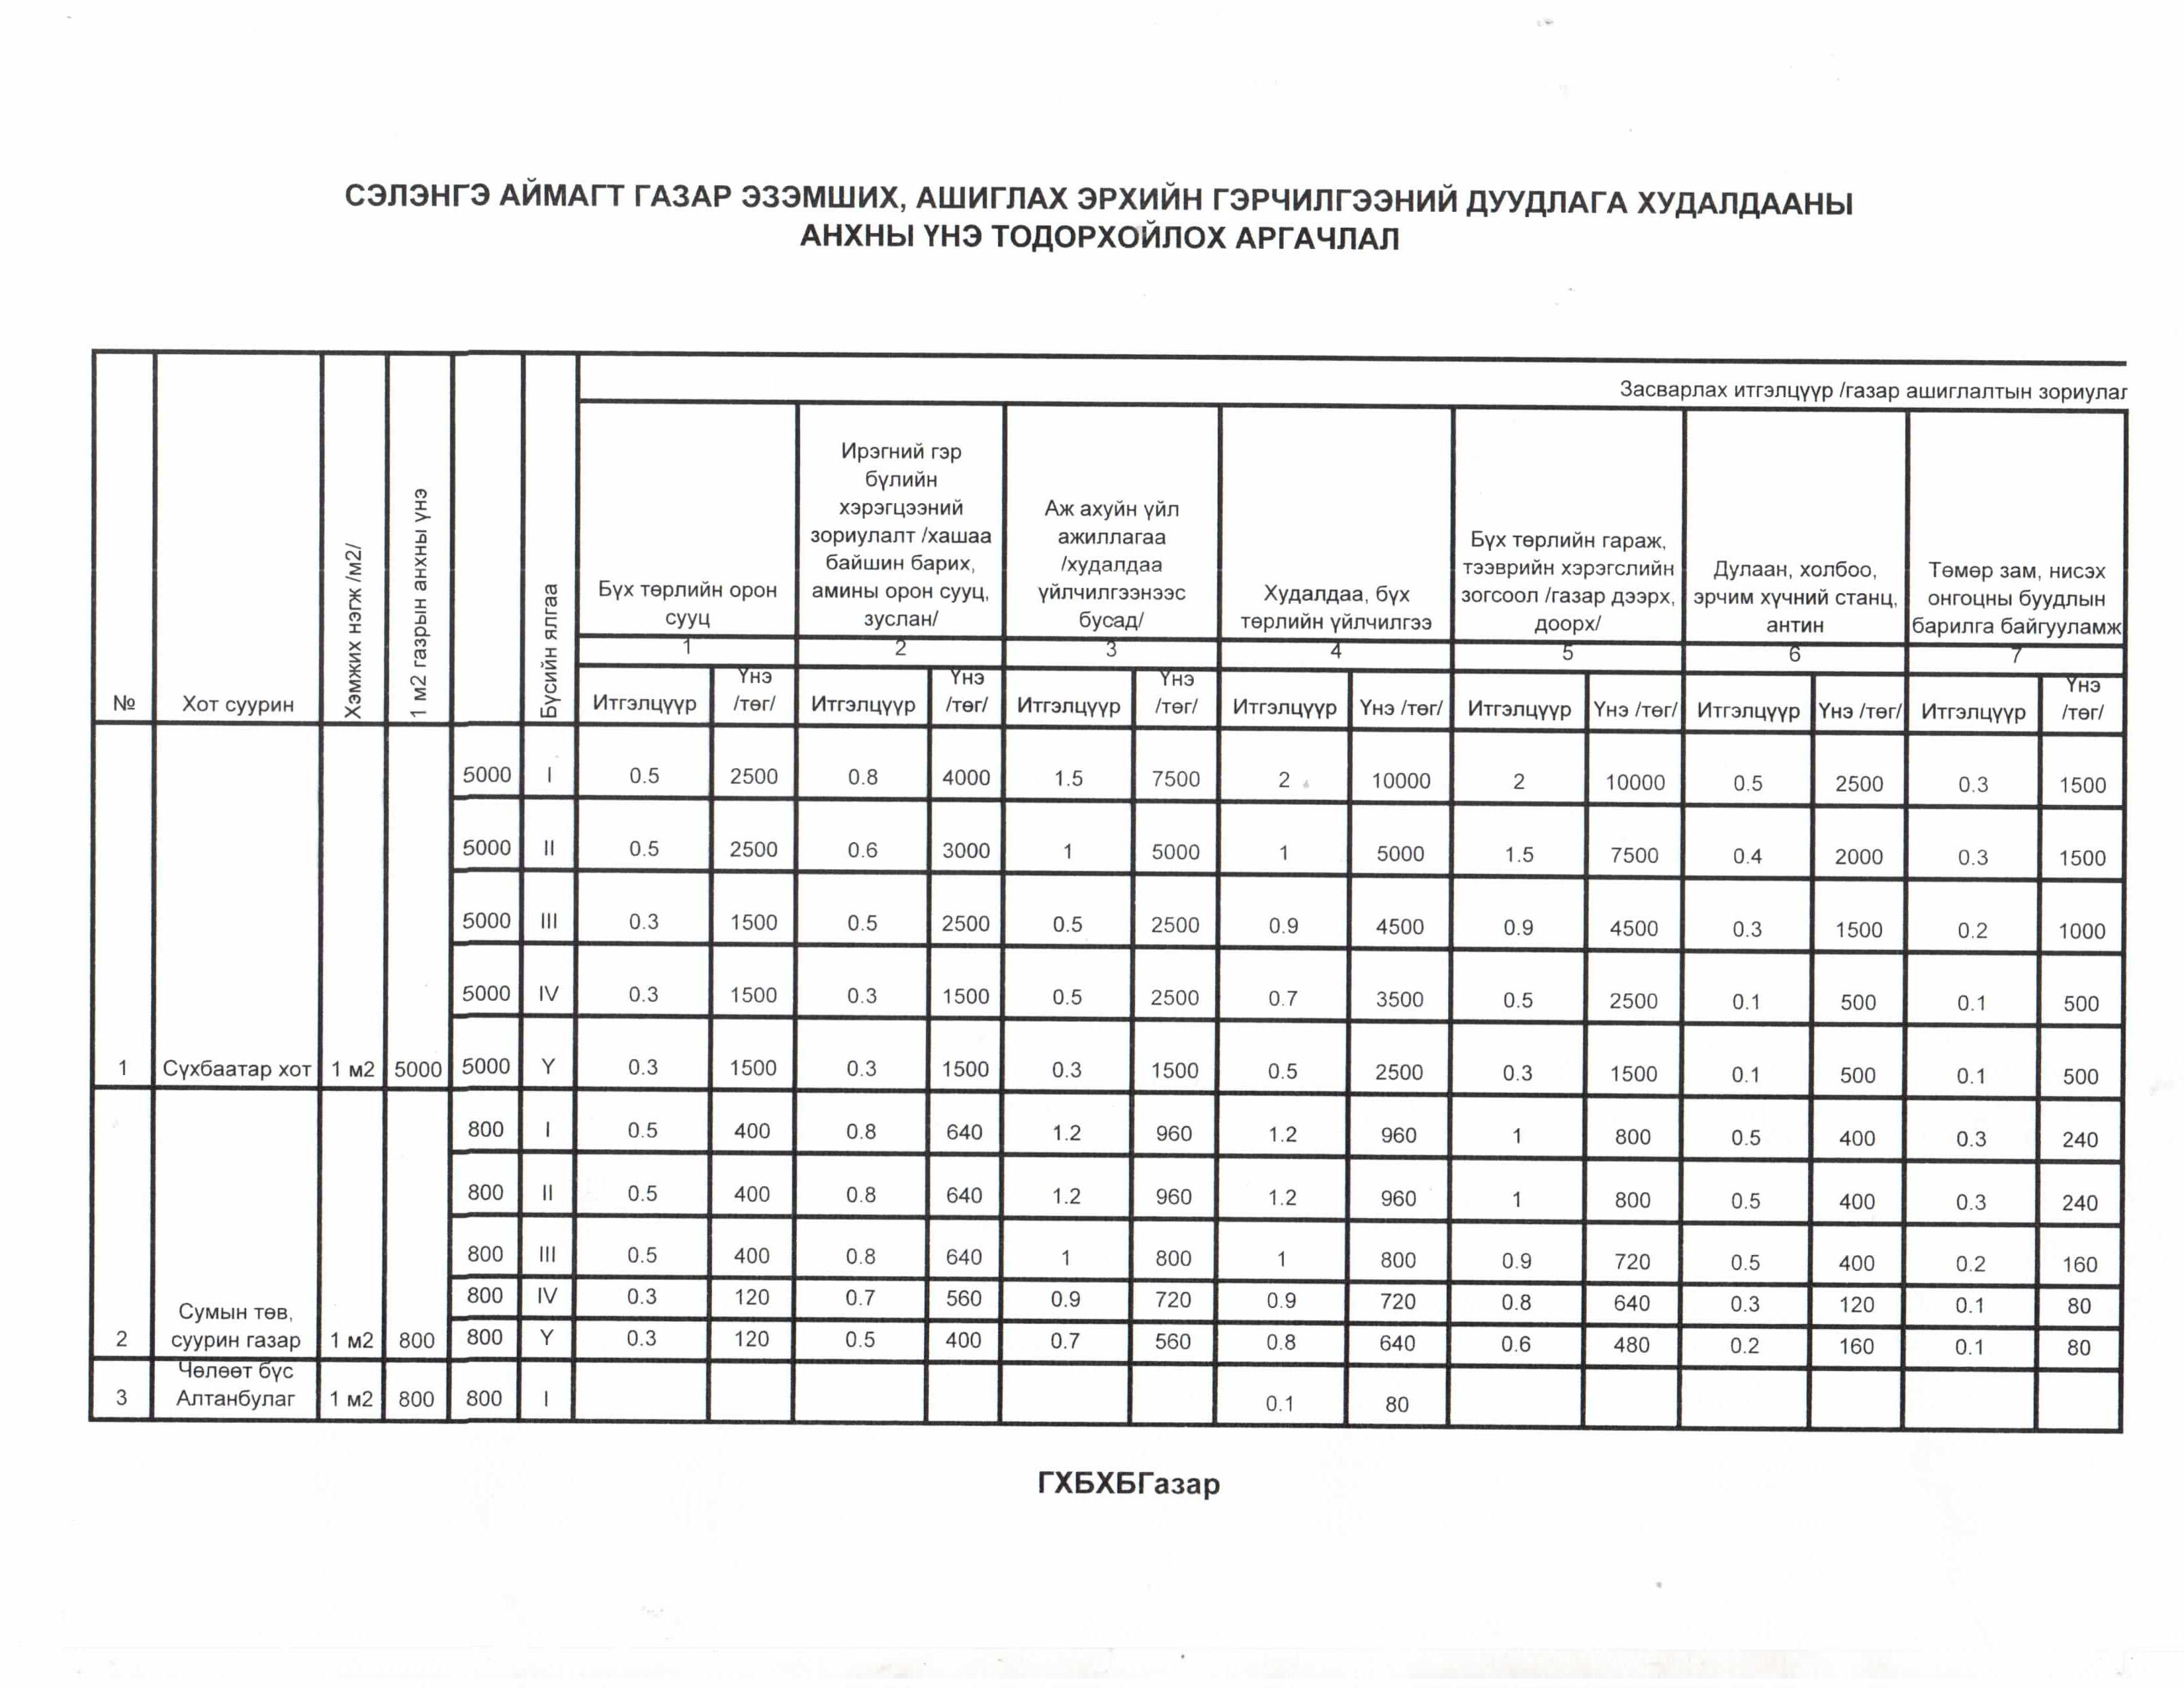 СЭЛЭНГЭ АЙМАГТ ГАЗАР ЭЗЭМШИХ, АШИГЛАХ ЭРХИЙН ГЭРЧИЛГЭЭНИЙ ДУУДЛАГА ХУДАЛДААНЫ
АНХНЫ ҮНЭ ТОДОРХОЙЛОХ АРГАЧЛАЛ
Засварлах итгэлцүүр /газар ашиглалтын зориулаг
№
Хот суурин
Хэмжих нэгж /м2/
1 м2 газрын анхны үнэ
Бүсийн ялгаа
Бүх төрлийн орон
сууц
Ирэгний гэр
бүлийн
хэрэгцээний
зориулалт /хашаа
байшин барих,
амины орон сууц,
зуслан/
Аж ахуйн үйл
ажиллагаа
/худалдаа
үйлчилгээнээс
бусад/
Худалдаа, бүх
төрлийн үйлчилгээ
Бүх төрлийн гараж,
тээврийн хэрэгслийн
зогсоол /газар дээрх,
доорх/
Дулаан, холбоо,
эрчим хүчний станц,
антин
Төмөр зам, нисэх
онгоцны буудлын
барилга байгууламж
1 2 3 4 5 6 7
Итгэлцүүр Үнэ /төг/ Итгэлцүүр Үнэ /төг/ Итгэлцүүр Үнэ /төг/ Итгэлцүүр Үнэ /төг/ Итгэлцүүр Үнэ /төг/ Итгэлцүүр Үнэ /төг/ Итгэлцүүр Үнэ /төг/
5000 I 0.5 2500 0.8 4000 1.5 7500 2 10000 2 10000 0.5 2500 0.3 1500
5000 II 0.5 2500 0.6 3000 1 5000 1 5000 1.5 7500 0.4 2000 0.3 1500
5000 III 0.3 1500 0.5 2500 0.5 2500 0.9 4500 0.9 4500 0.3 1500 0.2 1000
5000 IV 0.3 1500 0.3 1500 0.5 2500 0.7 3500 0.5 2500 0.1 500 0.1 500
1 Сүхбаатар хот 1 м2 5000 5000 Y 0.3 1500 0.3 1500 0.3 1500 0.5 2500 0.3 1500 0.1 500 0.1 500
800 I 0.5 400 0.8 640 1.2 960 1.2 960 1 800 0.5 400 0.3 240
800 II 0.5 400 0.8 640 1.2 960 1.2 960 1 800 0.5 400 0.3 240
800 III 0.5 400 0.8 640 1 800 1 800 0.9 720 0.5 400 0.2 160
800 IV 0.3 120 0.7 560 0.9 720 0.9 720 0.8 640 0.3 120 0.1 80
Сумын төв,
2 суурин газар 1 м2 800 800 Y 0.3 120 0.5 400 0.7 560 0.8 640 0.6 480 0.2 160 0.1 80
Чөлөөт бүс
3 Алтанбулаг 1 м2 800 800 I 0.1 80
ГХБХБГазар